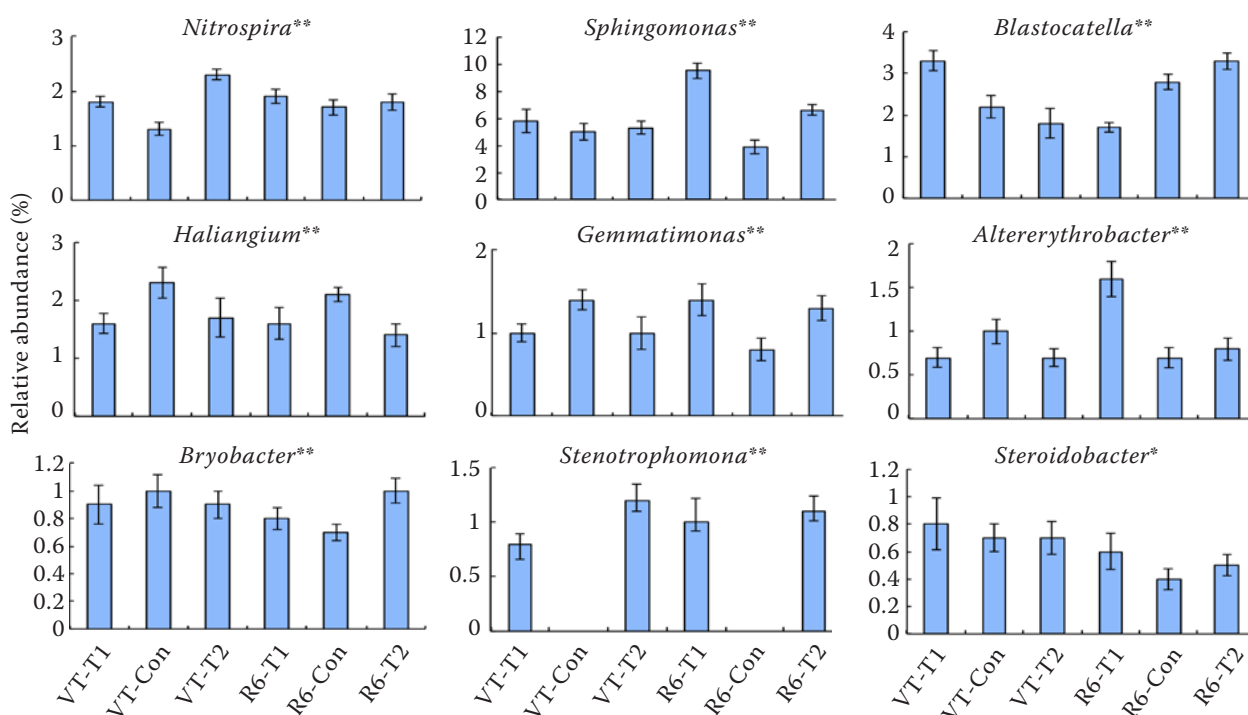 Relative abundance (%)
Nitrospira**
3
2
1
0
Sphingomonas**
12
10
8
6
4
2
0
Blastocatella**
4
3
2
1
0
Haliangium**
3
2
1
0
Gemmatimonas**
2
1
0
Altererythrobacter**
2
1.5
1
0.5
0
Bryobacter**
1.2
1
0.8
0.6
0.4
0.2
0
Stenotrophomona**
1.5
1
0.5
0
Steroidobacter*
1.2
1
0.8
0.6
0.4
0.2
0
VT-T1
VT-Con
VT-T2
R6-T1
R6-Con
R6-T2
VT-T1
VT-Con
VT-T2
R6-T1
R6-Con
R6-T2
VT-T1
VT-Con
VT-T2
R6-T1
R6-Con
R6-T2